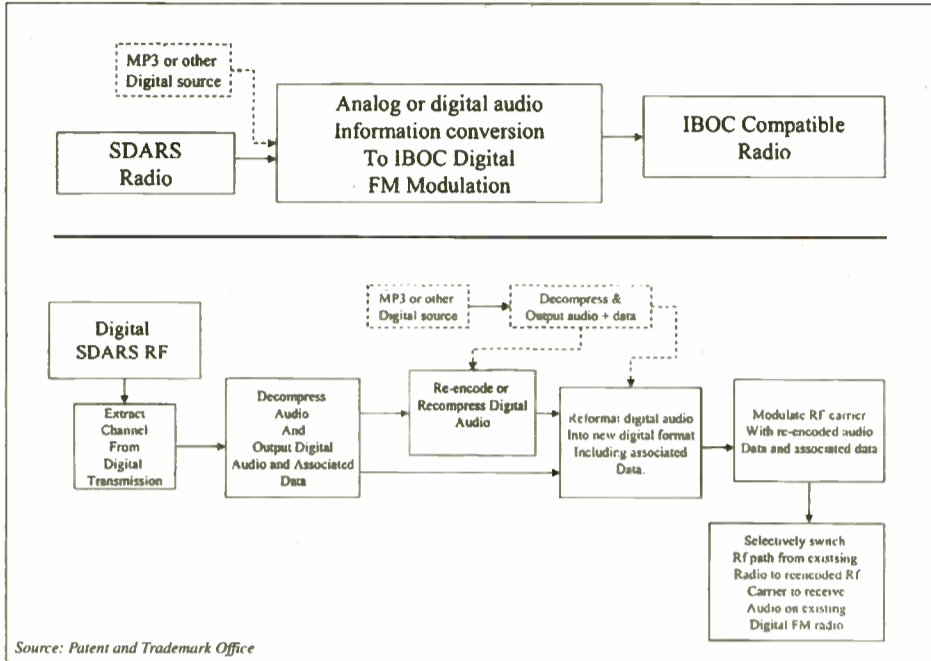 MP3 or other
Digital source
SDARS
Radio
Analog or digital audio
Information conversion
To IBOC Digital
FM Modulation
IBOC Compatible
Radio
Digital
SDARS RF
MP3 or other
Digital source
Decompress &
Output audio + data
Extract
Channel
From
Digital
Transmission
Decompress
Audio
And
Output Digital
Audio and Associated
Data
Re-encode or
Recompress Digital
Audio
Reformat digital audio
Into new digital format
Including associated
Data.
Modulate RF carrier
With re-encoded audio
Data and associated data
Selectively switch
Rf path from existsing
Radio to reencoded Rf
Carrier to receive
Audio on existing
Digital FM radio
Source: Patent and Trademark Office